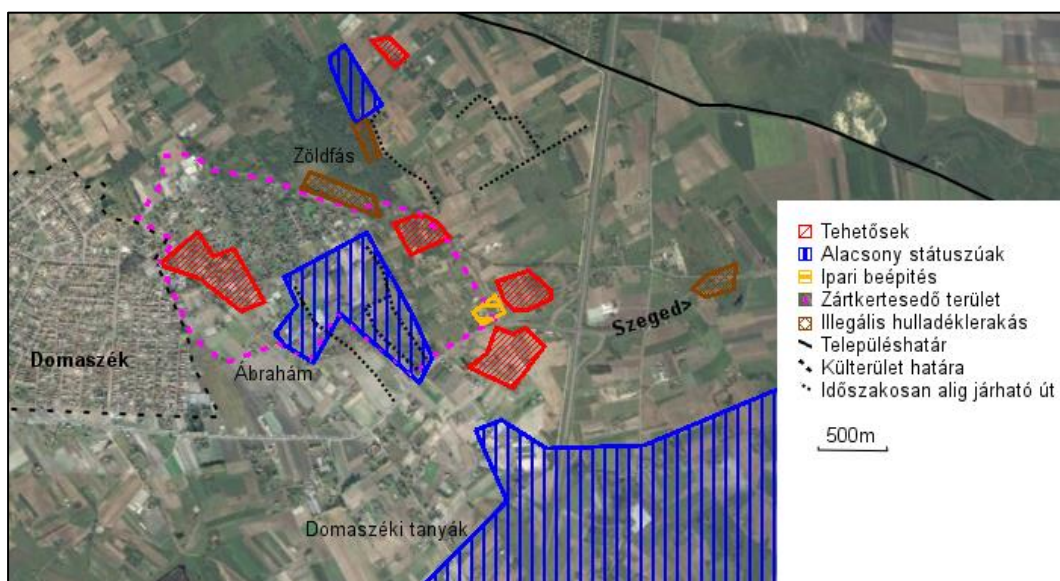 Zöldfás
Domaszék
Ábrahám
Szeged>
Domaszéki tanyák
Tehetősek
Alacsony státuszúak
Ipari beépítés
Zártkertesedő terület
Illegális hulladéklerakás
Településhatár
Külterület határa
Időszakosan alig járható út
500m